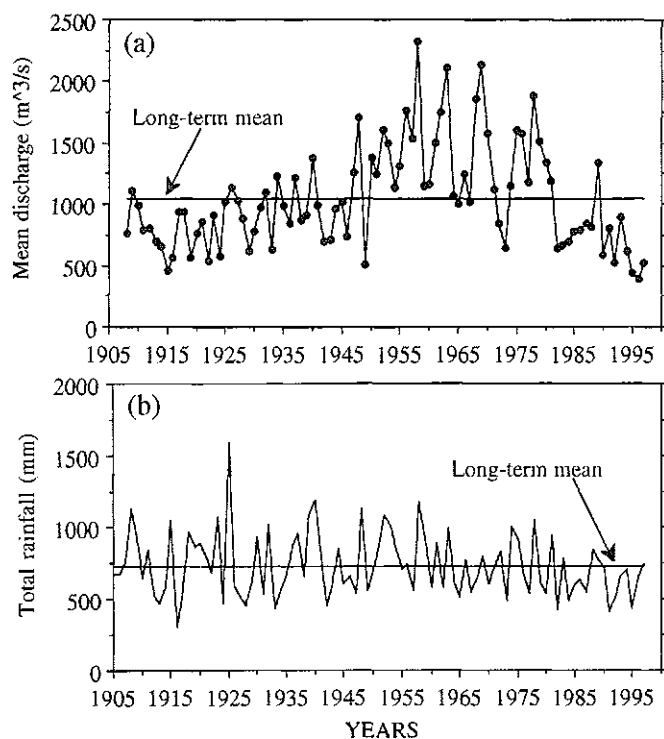 (a)
Mean discharge (m^3/s)
2500
2000
1500
1000
500
0
Long-term mean
1905 1915 1925 1935 1945 1955 1965 1975 1985 1995
(b)
Total rainfall (mm)
2000
1500
1000
500
0
Long-term mean
1905 1915 1925 1935 1945 1955 1965 1975 1985 1995
YEARS